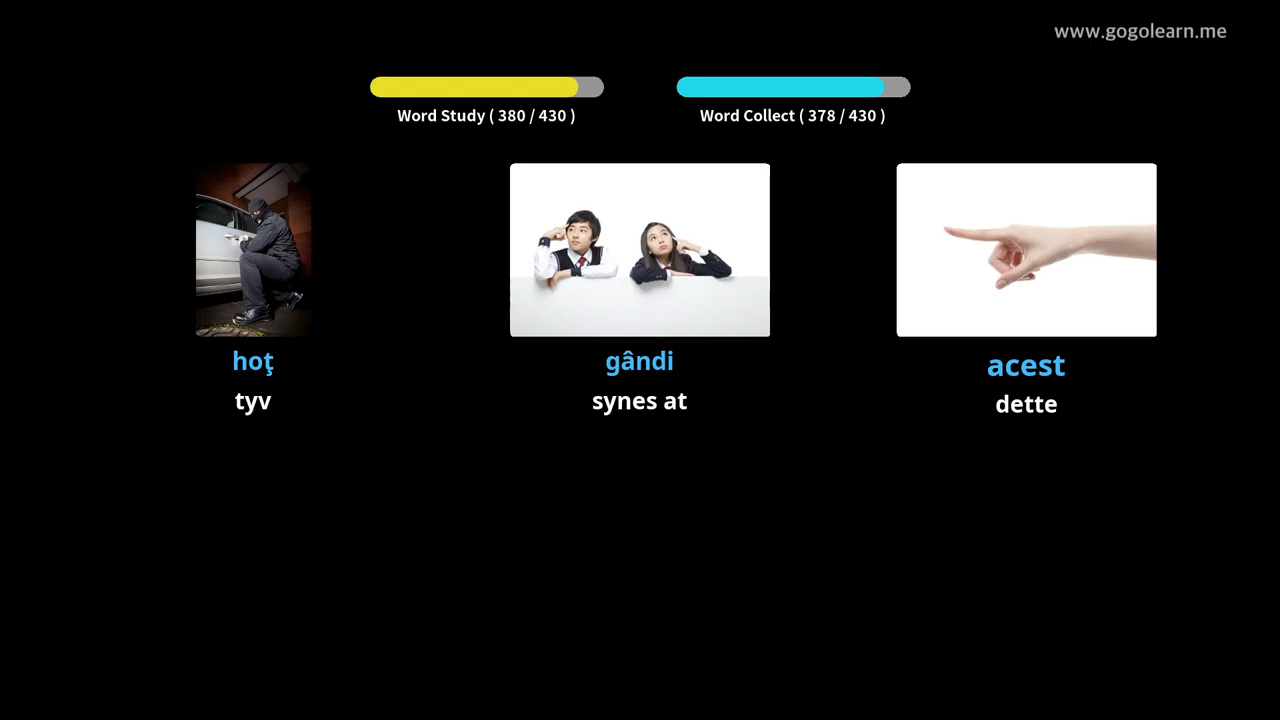 www.gogolearn.me
Word Study ( 380 / 430 )
Word Collect ( 378 / 430 )
hoţ
gândi
acest
tyv
synes at
dette